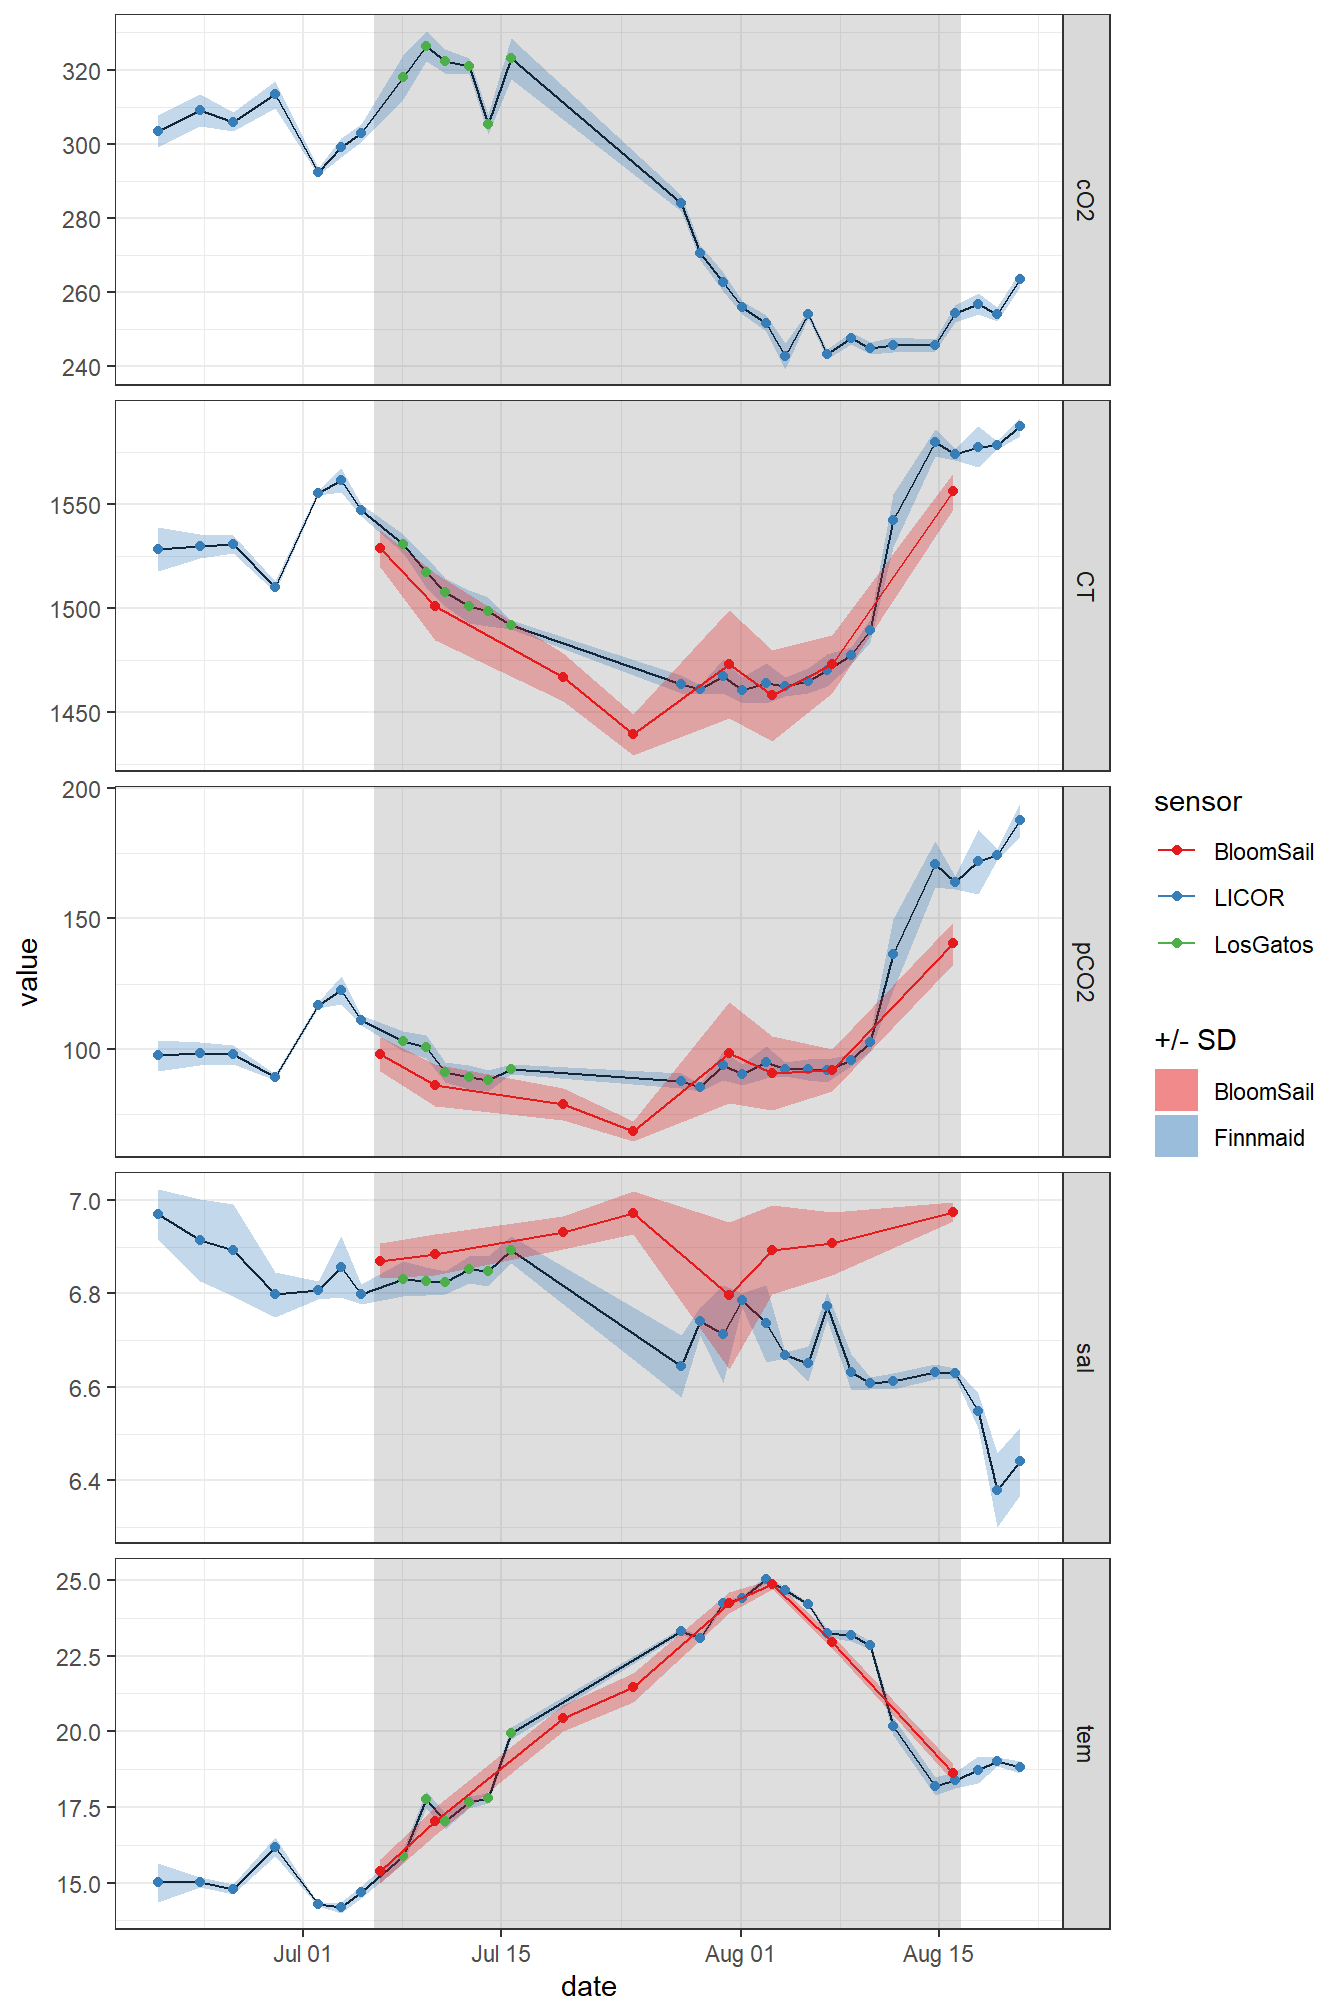 320
300
280
260
240
cO2
1550
1500
1450
CT
200
150
100
pCO2
7.0
6.8
6.6
6.4
sal
25.0
22.5
20.0
17.5
15.0
tem
Jul 01
Jul 15
Aug 01
Aug 15
date
value
sensor
BloomSail
LICOR
LosGatos
+/- SD
BloomSail
Finnmaid